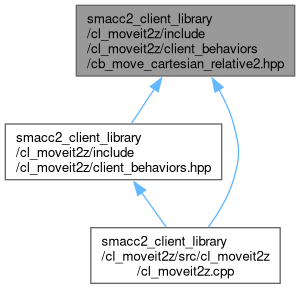 smacc2_client_library
/cl_moveit2z/include
/cl_moveit2z/client_behaviors
/cb_move_cartesian_relative2.hpp
smacc2_client_library
/cl_moveit2z/include
/cl_moveit2z/client_behaviors.hpp
smacc2_client_library
/cl_moveit2z/src/cl_moveit2z
/cl_moveit2z.cpp